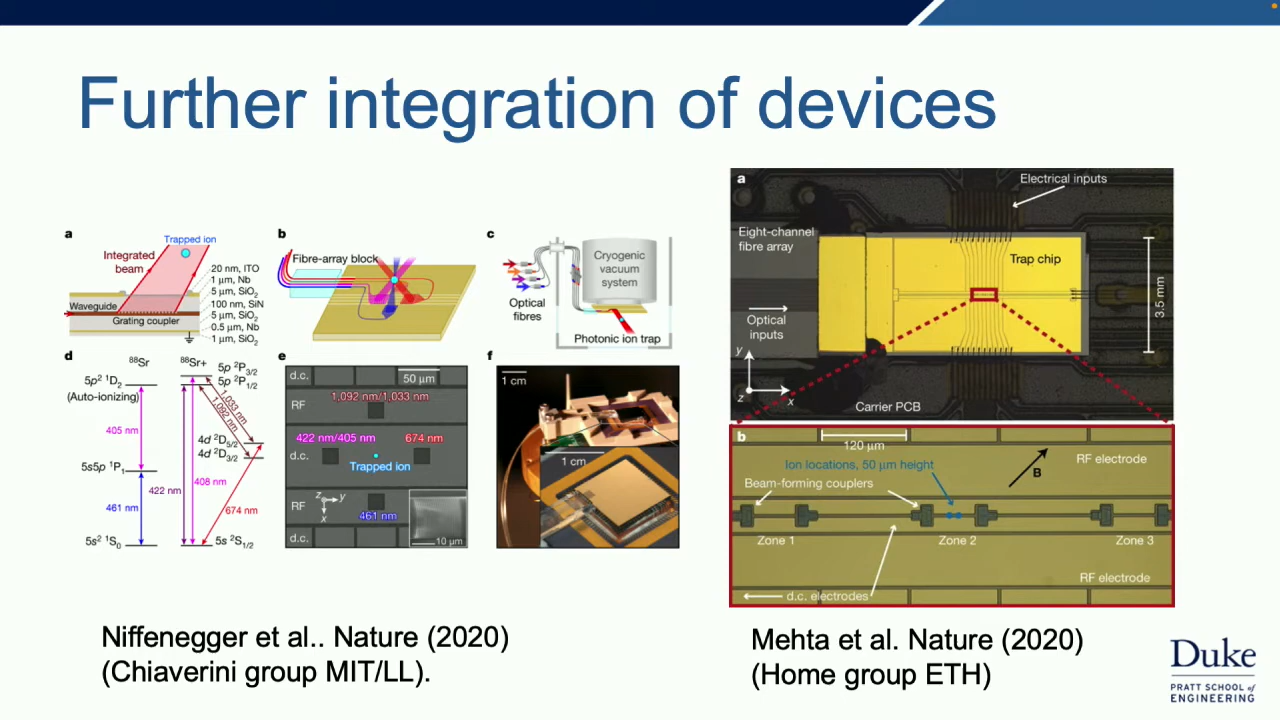 Further integration of devices
a
Trapped ion
Integrated
beam
20 nm, ITO
1 µm, Nb
5 µm, SiO₂
100 nm, SiN
5 µm, SiO₂
0.5 µm, Nb
1 µm, SiO₂
Waveguide
Grating coupler
b
Fibre-array block
c
Cryogenic
vacuum
system
Optical
fibres
Photonic ion trap
d
⁸⁸Sr
⁸⁸Sr+
5p ²P₃/₂
5p ²P₁/₂
5p² ¹D₂
(Auto-ionizing)
1,033 nm
1,092 nm
405 nm
4d ²D₅/₂
4d ²D₃/₂
5s5p ¹P₁
422 nm
408 nm
461 nm
674 nm
5s² ¹S₀
5s ²S₁/₂
e
d.c.
50 µm
RF
1,092 nm/1,033 nm
422 nm/405 nm
674 nm
d.c.
Trapped ion
RF
z
y
x
461 nm
d.c.
10 µm
f
1 cm
1 cm
a
Electrical inputs
Eight-channel
fibre array
Trap chip
3.5 mm
Optical
inputs
y
z
x
Carrier PCB
b
120 µm
RF electrode
Ion locations, 50 µm height
B
Beam-forming couplers
Zone 1
Zone 2
Zone 3
RF electrode
d.c. electrodes
Niffenegger et al.. Nature (2020)
(Chiaverini group MIT/LL).
Mehta et al. Nature (2020)
(Home group ETH)
Duke
PRATT SCHOOL of
ENGINEERING